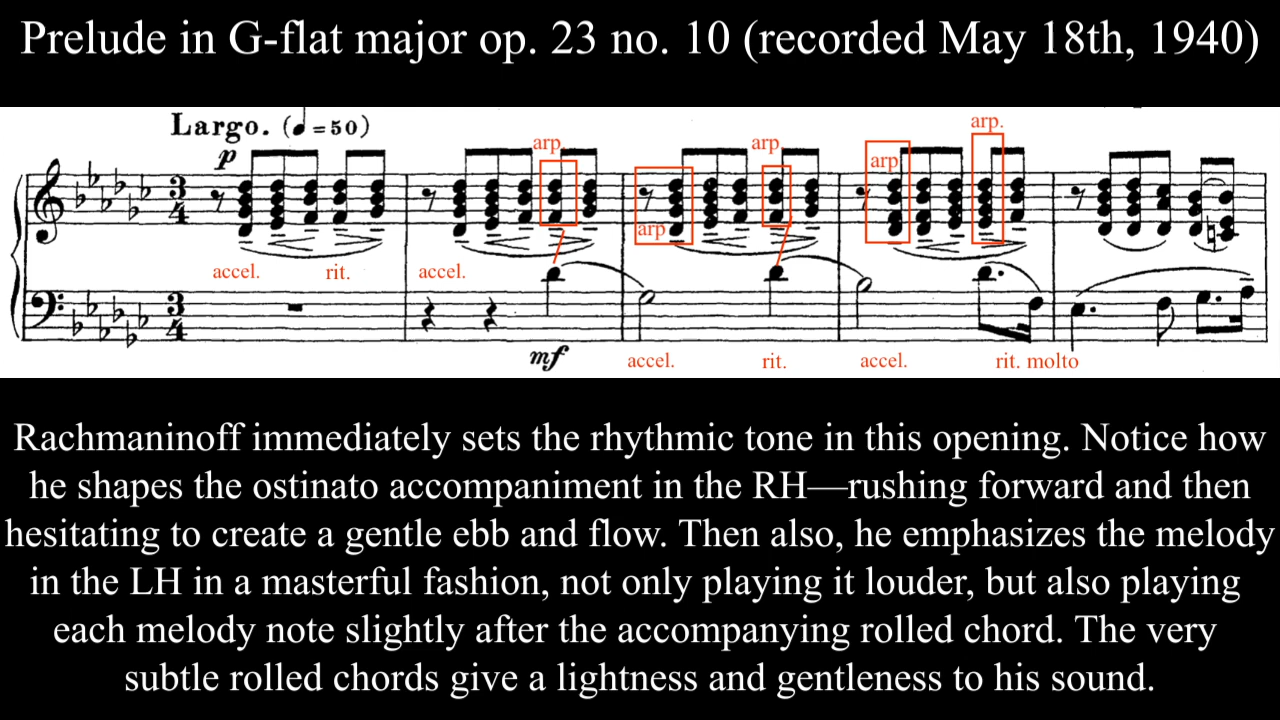 Prelude in G-flat major op. 23 no. 10 (recorded May 18th, 1940)
Largo. (♩=50)
p
arp.
arp.
arp.
arp
arp
3
4
accel.
rit.
accel.
3
4
mf
accel.
rit.
accel.
rit. molto
Rachmaninoff immediately sets the rhythmic tone in this opening. Notice how
he shapes the ostinato accompaniment in the RH—rushing forward and then
hesitating to create a gentle ebb and flow. Then also, he emphasizes the melody
in the LH in a masterful fashion, not only playing it louder, but also playing
each melody note slightly after the accompanying rolled chord. The very
subtle rolled chords give a lightness and gentleness to his sound.